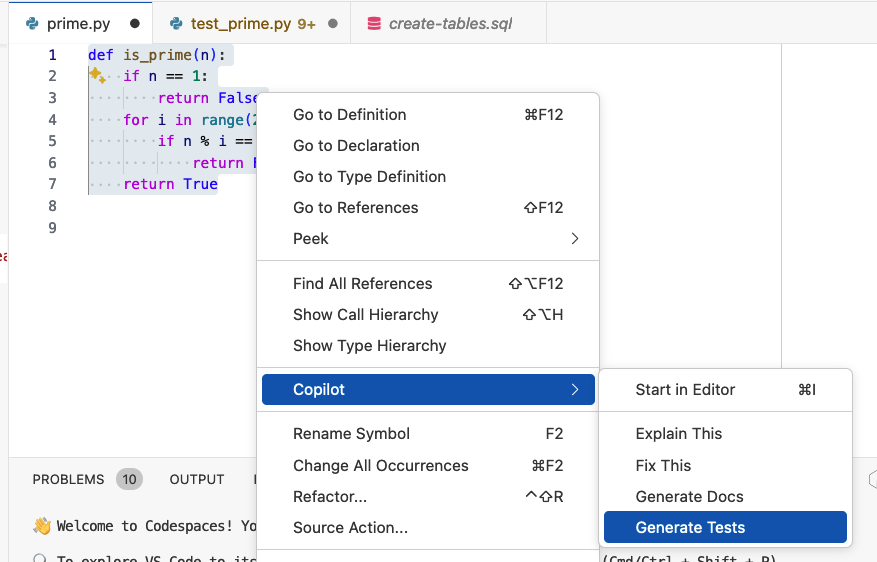 prime.py
test_prime.py 9+
create-tables.sql
1 def is_prime(n):
2 if n == 1:
3 return False
4 for i in range(
5 if n % i ==
6 return
7 return True
8
9
Go to Definition ⌘F12
Go to Declaration
Go to Type Definition
Go to References ⇧F12
Peek
Find All References ⇧⌥F12
Show Call Hierarchy ⇧⌥H
Show Type Hierarchy
Copilot
Rename Symbol F2
Change All Occurrences ⌘F2
Refactor... ^⇧R
Source Action...
Start in Editor ⌘I
Explain This
Fix This
Generate Docs
Generate Tests
PROBLEMS 10 OUTPUT
👋 Welcome to Codespaces! Yo
To explore VS Code to its (Cmd/Ctrl + Shift + P)